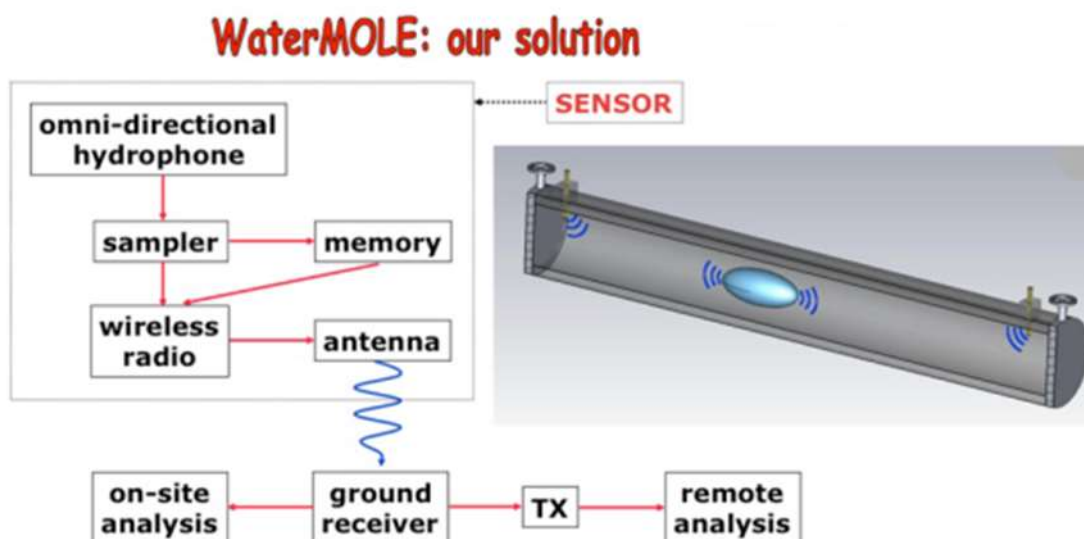 WaterMOLE: our solution
SENSOR
omni-directional
hydrophone
sampler
memory
wireless
radio
antenna
on-site
analysis
ground
receiver
TX
remote
analysis